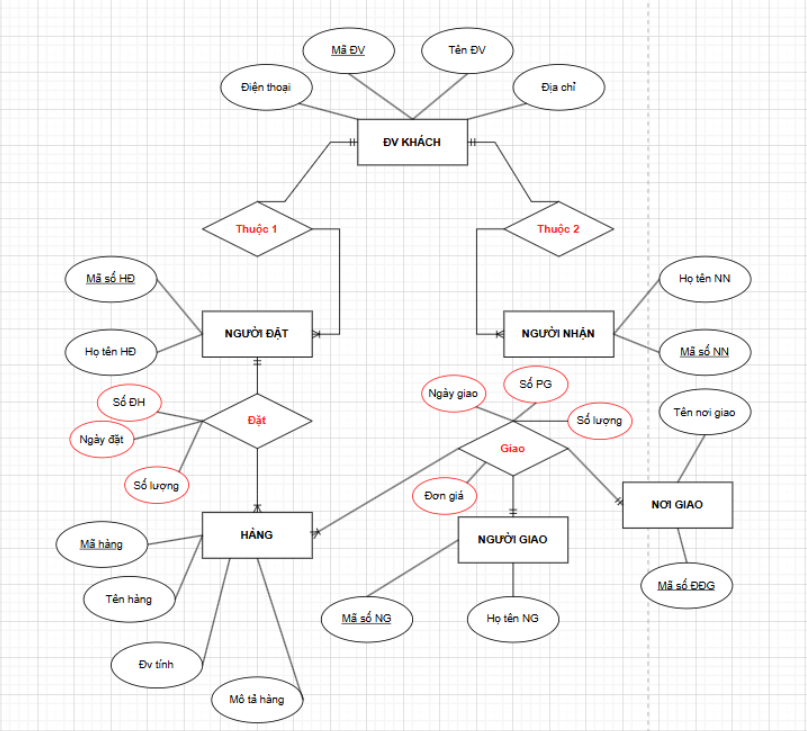 Mã ĐV
Tên ĐV
Điện thoại
Địa chỉ
ĐV KHÁCH
Thuộc 1
Thuộc 2
Mã số HĐ
Họ tên NN
NGƯỜI ĐẶT
NGƯỜI NHẬN
Họ tên HĐ
Mã số NN
Số PG
Ngày giao
Số ĐH
Tên nơi giao
Đặt
Số lượng
Ngày đặt
Giao
Số lượng
Đơn giá
NƠI GIAO
HÀNG
NGƯỜI GIAO
Mã hàng
Mã số ĐĐG
Tên hàng
Mã số NG
Họ tên NG
Đv tính
Mô tả hàng